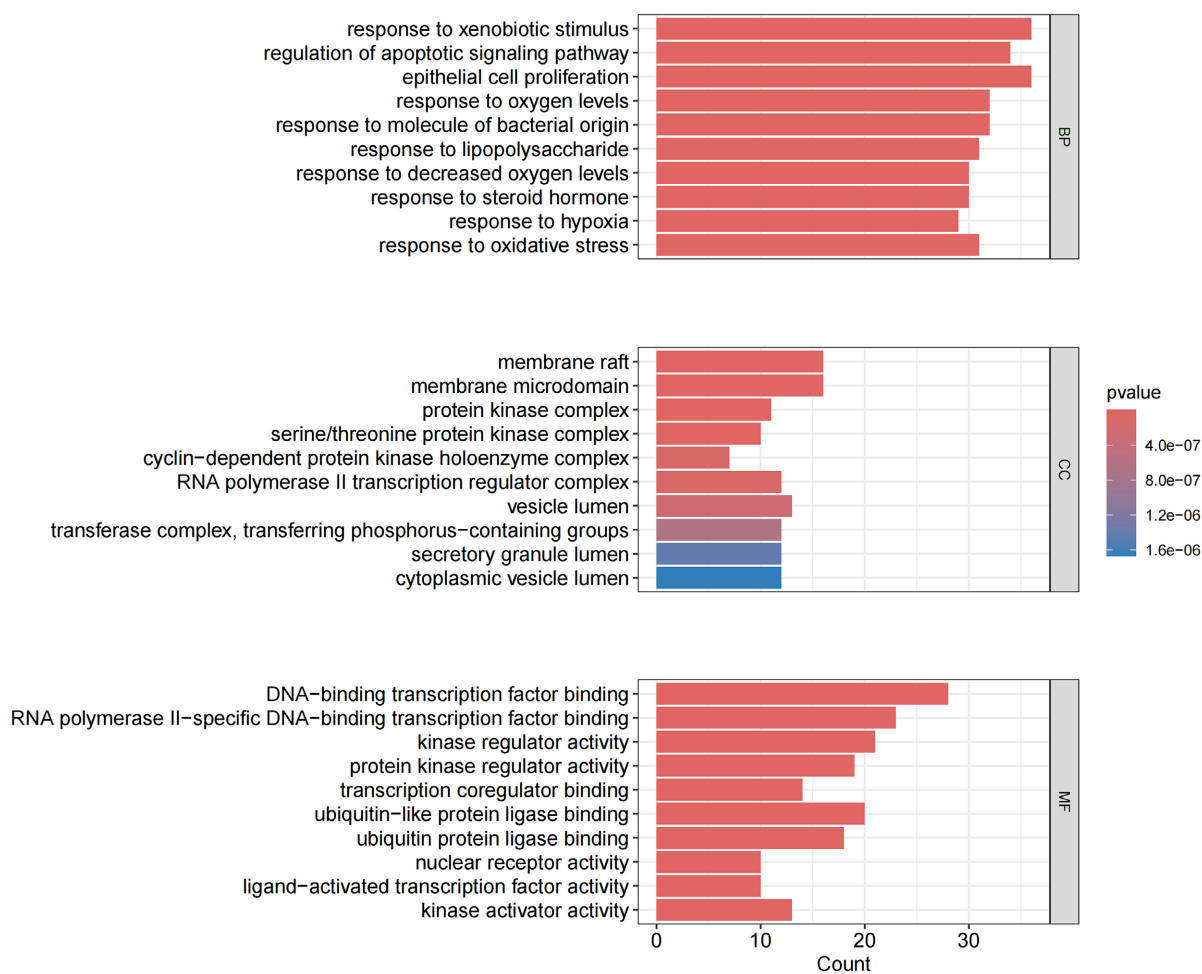 response to xenobiotic stimulus
regulation of apoptotic signaling pathway
epithelial cell proliferation
response to oxygen levels
response to molecule of bacterial origin
response to lipopolysaccharide
response to decreased oxygen levels
response to steroid hormone
response to hypoxia
response to oxidative stress
BP
membrane raft
membrane microdomain
protein kinase complex
serine/threonine protein kinase complex
cyclin−dependent protein kinase holoenzyme complex
RNA polymerase II transcription regulator complex
vesicle lumen
transferase complex, transferring phosphorus−containing groups
secretory granule lumen
cytoplasmic vesicle lumen
CC
pvalue
4.0e−07
8.0e−07
1.2e−06
1.6e−06
DNA−binding transcription factor binding
RNA polymerase II−specific DNA−binding transcription factor binding
kinase regulator activity
protein kinase regulator activity
transcription coregulator binding
ubiquitin−like protein ligase binding
ubiquitin protein ligase binding
nuclear receptor activity
ligand−activated transcription factor activity
kinase activator activity
MF
0 10 20 30
Count